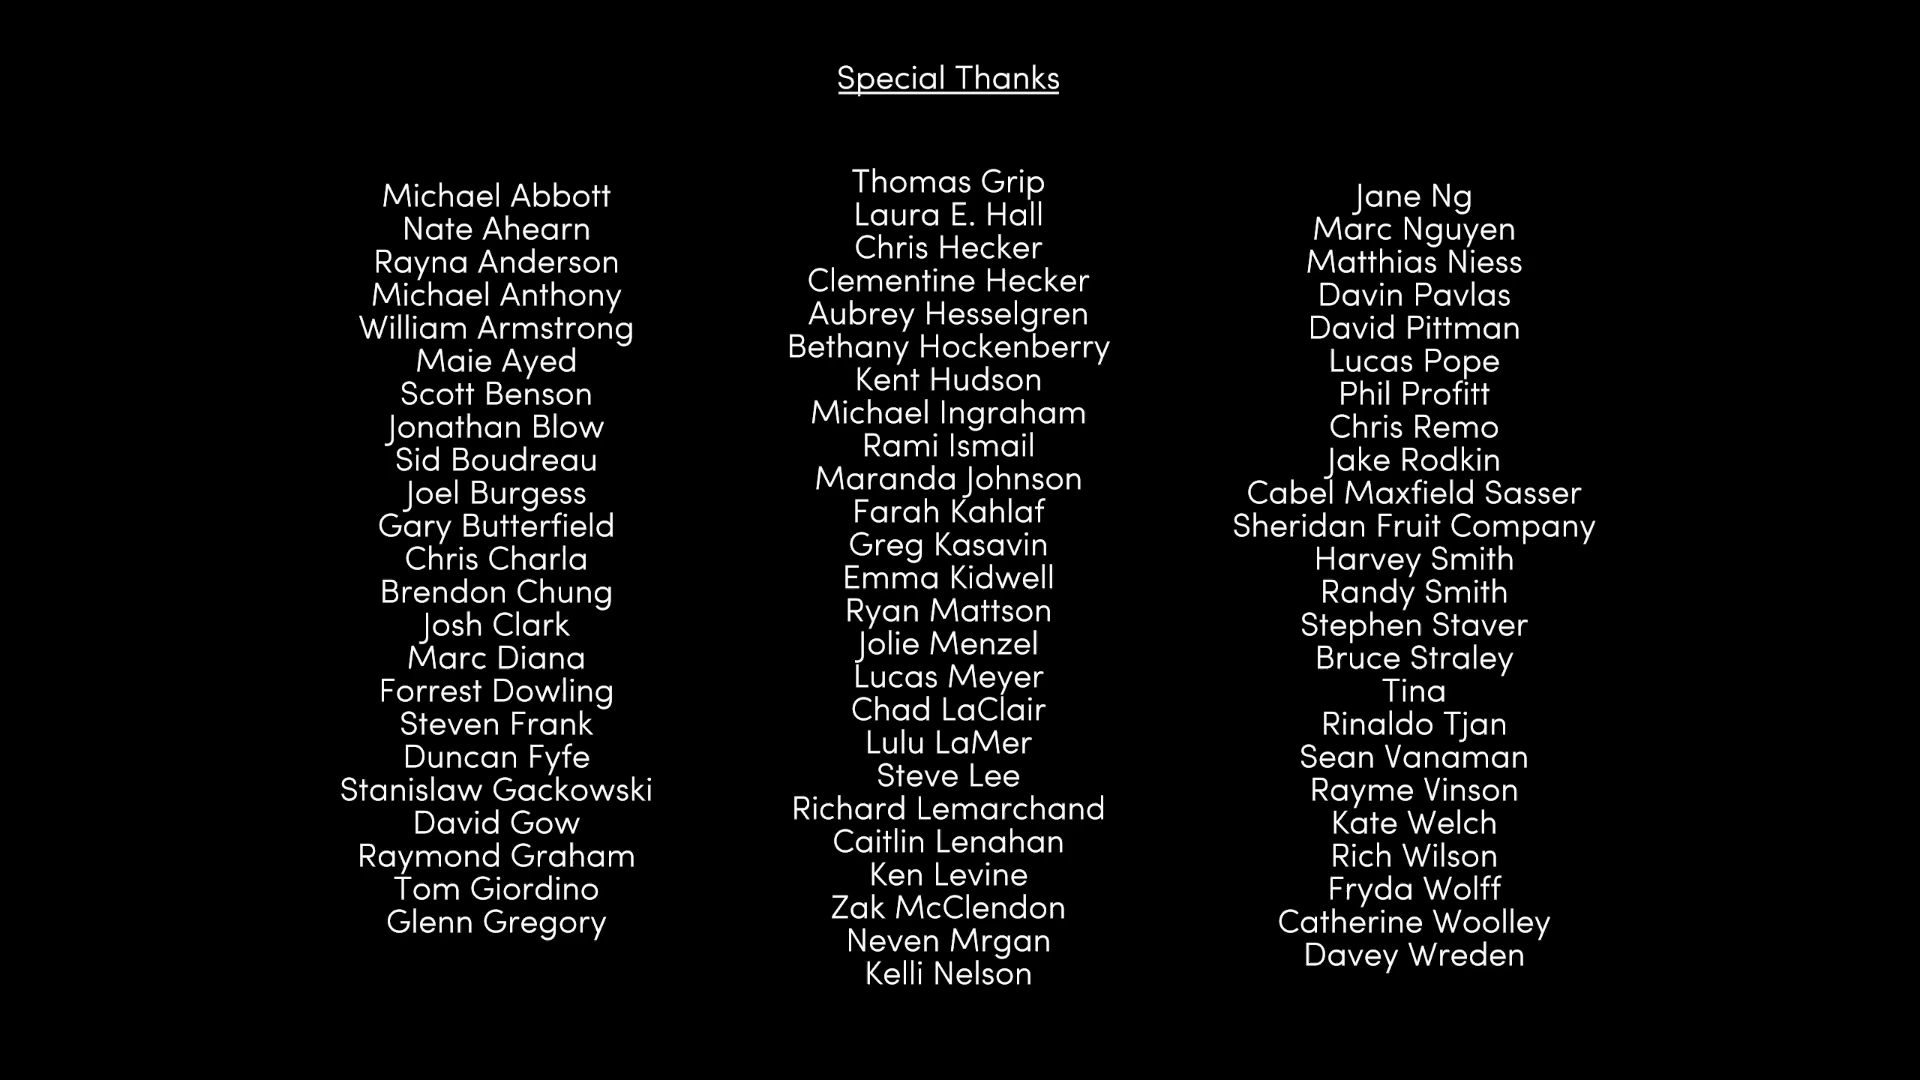 Special Thanks
Michael Abbott
Nate Ahearn
Rayna Anderson
Michael Anthony
William Armstrong
Maie Ayed
Scott Benson
Jonathan Blow
Sid Boudreau
Joel Burgess
Gary Butterfield
Chris Charla
Brendon Chung
Josh Clark
Marc Diana
Forrest Dowling
Steven Frank
Duncan Fyfe
Stanislaw Gackowski
David Gow
Raymond Graham
Tom Giordino
Glenn Gregory
Thomas Grip
Laura E. Hall
Chris Hecker
Clementine Hecker
Aubrey Hesselgren
Bethany Hockenberry
Kent Hudson
Michael Ingraham
Rami Ismail
Maranda Johnson
Farah Kahlaf
Greg Kasavin
Emma Kidwell
Ryan Mattson
Jolie Menzel
Lucas Meyer
Chad LaClair
Lulu LaMer
Steve Lee
Richard Lemarchand
Caitlin Lenahan
Ken Levine
Zak McClendon
Neven Mrgan
Kelli Nelson
Jane Ng
Marc Nguyen
Matthias Niess
Davin Pavlas
David Pittman
Lucas Pope
Phil Profitt
Chris Remo
Jake Rodkin
Cabel Maxfield Sasser
Sheridan Fruit Company
Harvey Smith
Randy Smith
Stephen Staver
Bruce Straley
Tina
Rinaldo Tjan
Sean Vanaman
Rayme Vinson
Kate Welch
Rich Wilson
Fryda Wolff
Catherine Woolley
Davey Wreden